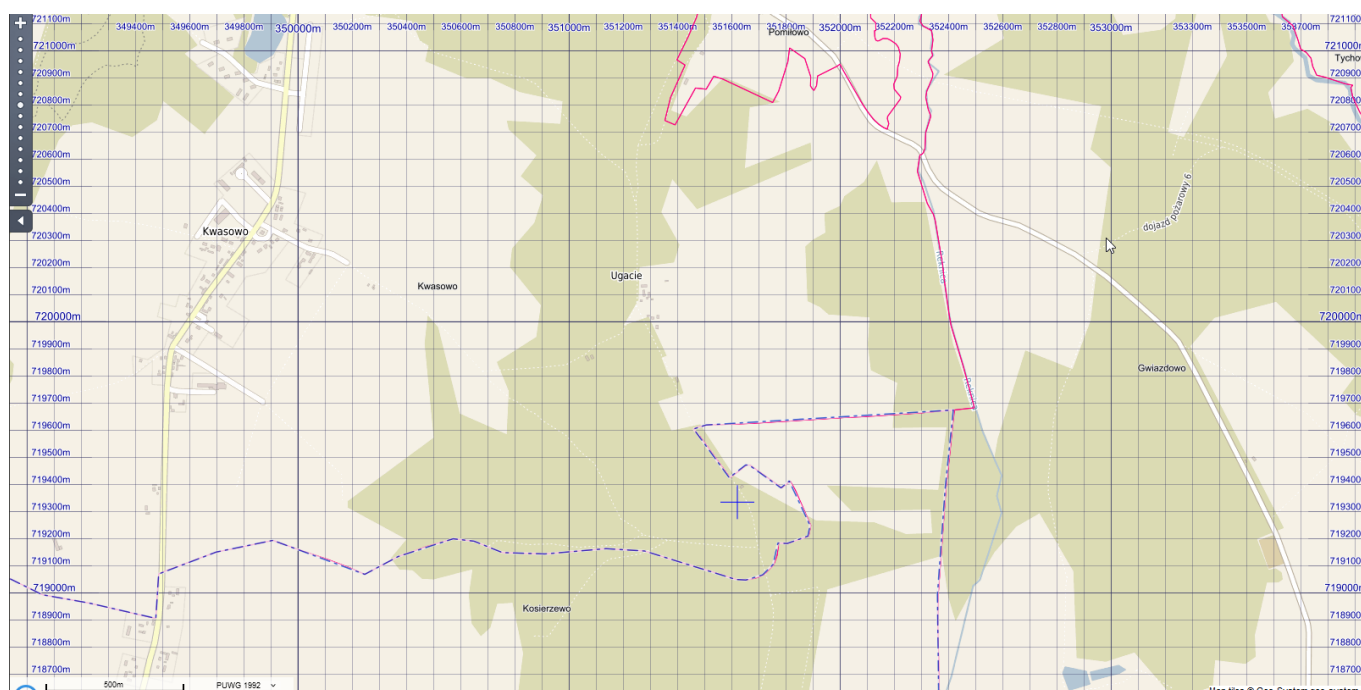 721100m 349400m 349600m 350000m 350200m 350400m 350600m 350800m 351000m 351200m 351400m 351600m 351800m 352000m 352200m 352400m 352600m 352800m 353000m 353300m 353500m 721100m
Pomiłowo
721000m 721000m
Tychow
720900m 720900m
720800m 720800m
720700m 720700m
720600m 720600m
720500m 720500m
dojazd pożarowy 6
720400m 720400m
Kwasowo
720300m 720300m
Ugacie
720200m 720200m
Kwasowo
720100m 720100m
720000m 720000m
719900m 719900m
Gwiazdowo
719800m 719800m
719700m 719700m
719600m 719600m
719500m 719500m
719400m 719400m
719300m 719300m
719200m 719200m
719100m 719100m
719000m 719000m
Kosierzewo
718900m 718900m
718800m 718800m
718700m 718700m
500m PUWG 1992